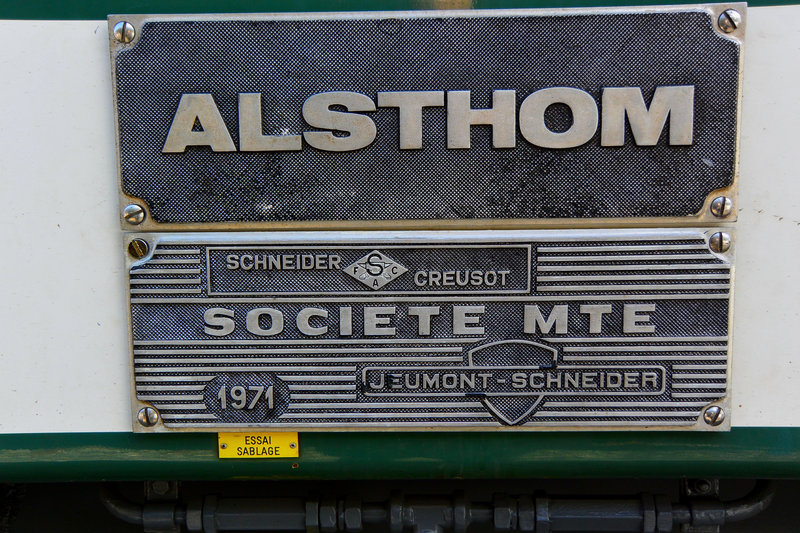 ALSTHOM
SCHNEIDER
S
F C
A
CREUSOT
SOCIETE MTE
1971
JEUMONT-SCHNEIDER
ESSAI
SABLAGE